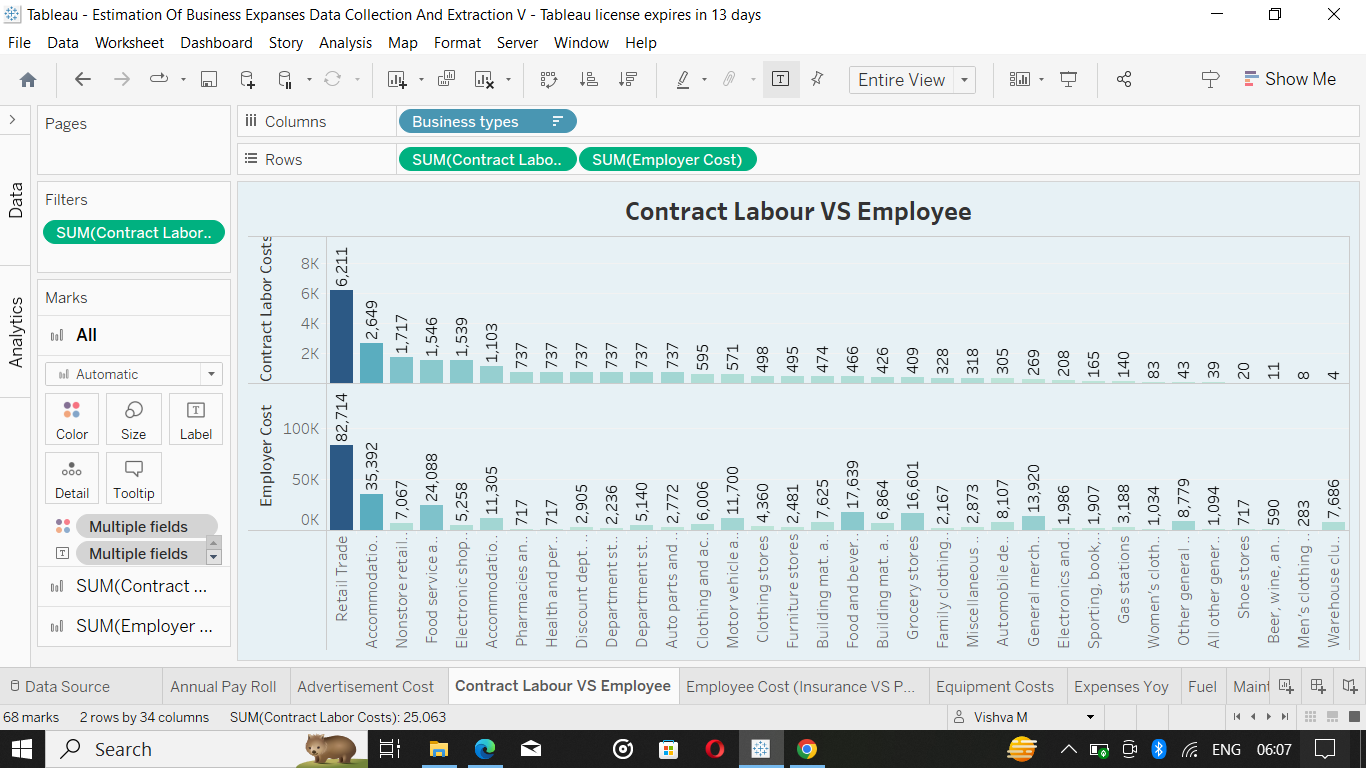 Tableau - Estimation Of Business Expanses Data Collection And Extraction V - Tableau license expires in 13 days
File Data Worksheet Dashboard Story Analysis Map Format Server Window Help
Entire View
Show Me
Pages
Columns
Business types
Rows
SUM(Contract Labo..
SUM(Employer Cost)
Data
Analytics
Filters
SUM(Contract Labor..
Marks
All
Automatic
Color
Size
Label
Detail
Tooltip
Multiple fields
Multiple fields
SUM(Contract ...
SUM(Employer ...
Contract Labour VS Employee
Contract Labor Costs
8K
6K
4K
2K
6,211 2,649 1,717 1,546 1,539 1,103 737 737 737 737 737 737 595 571 498 495 474 466 426 409 328 318 305 269 208 165 140 83 43 39 20 11 8 4
Employer Cost
100K
50K
0K
82,714 35,392 7,067 24,088 5,258 11,305 717 717 2,905 2,236 5,140 2,772 6,006 11,700 4,360 2,481 7,625 17,639 6,864 16,601 2,167 2,873 8,107 13,920 1,986 1,907 3,188 1,034 8,779 1,094 717 590 283 7,686
Retail Trade
Accommodatio..
Nonstore retail..
Food service a..
Electronic shop..
Accommodatio..
Pharmacies an..
Health and per..
Discount dept. ..
Department st..
Department st..
Auto parts and ..
Clothing and ac..
Motor vehicle a..
Clothing stores
Furniture stores
Building mat. a..
Food and bever..
Building mat. a..
Grocery stores
Family clothing..
Miscellaneous ..
Automobile de..
General merch..
Electronics and..
Sporting, book,..
Gas stations
Women's cloth..
Other general ..
All other gener..
Shoe stores
Beer, wine, an..
Men's clothing ..
Warehouse clu..
Data Source
Annual Pay Roll
Advertisement Cost
Contract Labour VS Employee
Employee Cost (Insurance VS P...
Equipment Costs
Expenses Yoy
Fuel
Maint
68 marks
2 rows by 34 columns
SUM(Contract Labor Costs): 25,063
Vishva M
Search
ENG
06:07